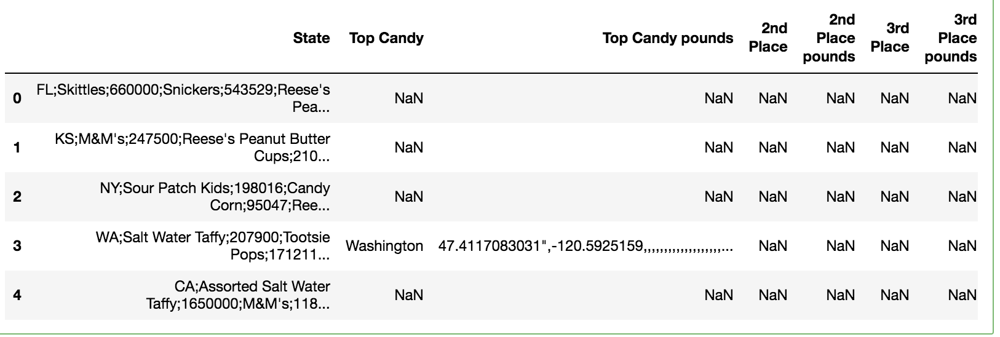 State Top Candy Top Candy pounds 2nd Place 2nd Place pounds 3rd Place 3rd Place pounds
0 FL;Skittles;660000;Snickers;543529;Reese's NaN NaN NaN NaN NaN NaN
Pea...
1 KS;M&M's;247500;Reese's Peanut Butter NaN NaN NaN NaN NaN NaN
Cups;210...
2 NY;Sour Patch Kids;198016;Candy NaN NaN NaN NaN NaN NaN
Corn;95047;Ree...
3 WA;Salt Water Taffy;207900;Tootsie Washington 47.4117083031",-120.5925159,,,,,,,,,,,,,,,,,,,... NaN NaN NaN NaN
Pops;171211...
4 CA;Assorted Salt Water NaN NaN NaN NaN NaN NaN
Taffy;1650000;M&M's;118...